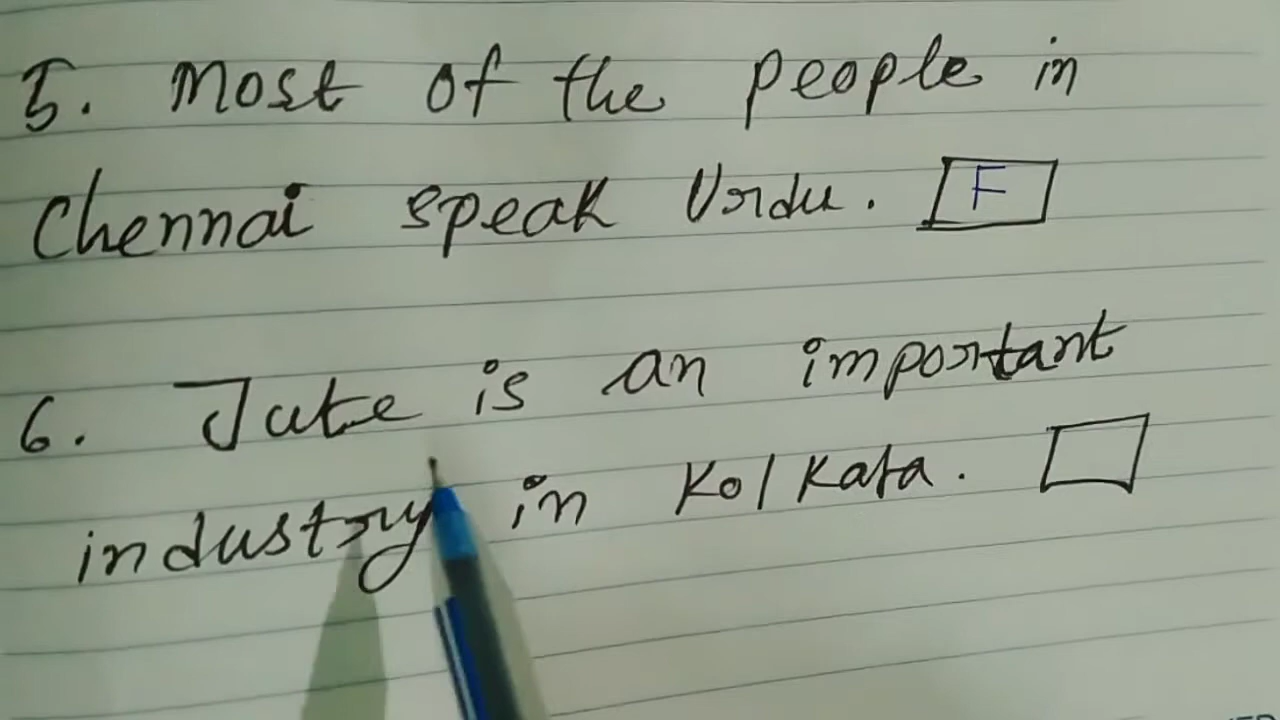 5. Most of the people in
Chennai speak Urdu. F
6. Jute is an important
industry in Kolkata.